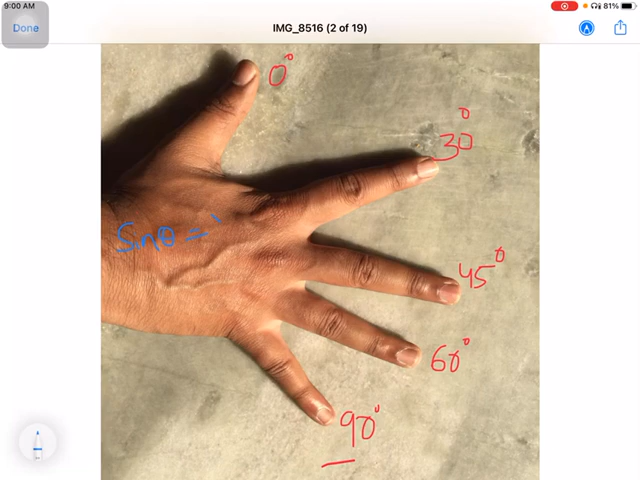 9:00 AM
81%
Done
IMG_8516 (2 of 19)
0°
30°
sinθ =
45°
60°
90°